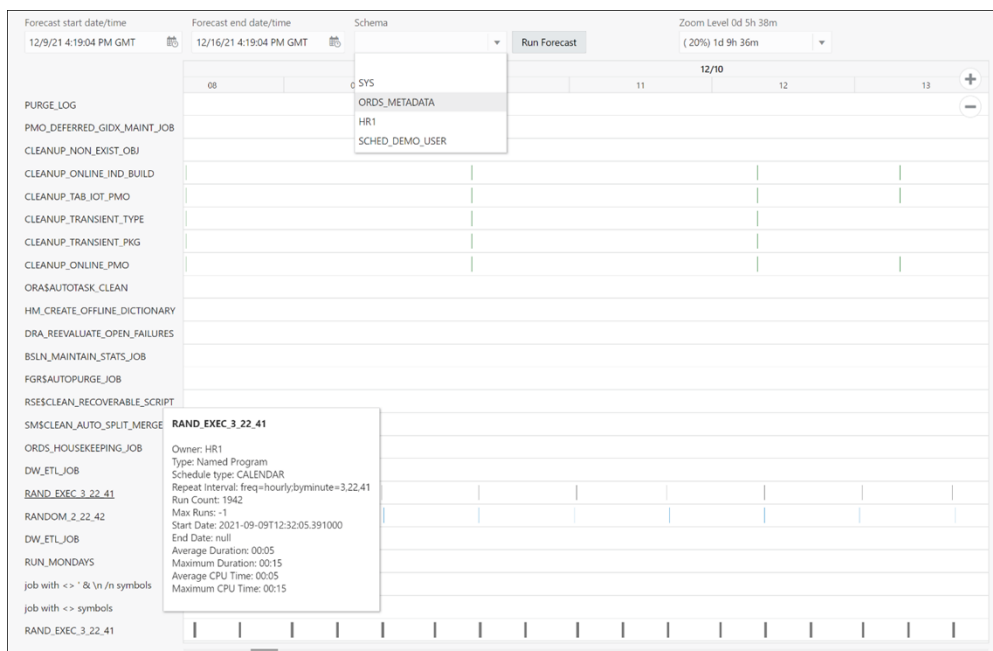 Forecast start date/time
Forecast end date/time
Schema
Zoom Level 0d 5h 38m
12/9/21 4:19:04 PM GMT
12/16/21 4:19:04 PM GMT
Run Forecast
( 20%) 1d 9h 36m
12/10
08
11
12
13
SYS
ORDS_METADATA
HR1
SCHED_DEMO_USER
PURGE_LOG
PMO_DEFERRED_GIDX_MAINT_JOB
CLEANUP_NON_EXIST_OBJ
CLEANUP_ONLINE_IND_BUILD
CLEANUP_TAB_IOT_PMO
CLEANUP_TRANSIENT_TYPE
CLEANUP_TRANSIENT_PKG
CLEANUP_ONLINE_PMO
ORA$AUTOTASK_CLEAN
HM_CREATE_OFFLINE_DICTIONARY
DRA_REEVALUATE_OPEN_FAILURES
BSLN_MAINTAIN_STATS_JOB
FGR$AUTOPURGE_JOB
RSE$CLEAN_RECOVERABLE_SCRIPT
SM$CLEAN_AUTO_SPLIT_MERGE
ORDS_HOUSEKEEPING_JOB
DW_ETL_JOB
RAND_EXEC_3_22_41
RANDOM_2_22_42
DW_ETL_JOB
RUN_MONDAYS
job with <> ' & \n /n symbols
job with <> symbols
RAND_EXEC_3_22_41
RAND_EXEC_3_22_41
Owner: HR1
Type: Named Program
Schedule type: CALENDAR
Repeat Interval: freq=hourly;byminute=3,22,41
Run Count: 1942
Max Runs: -1
Start Date: 2021-09-09T12:32:05.391000
End Date: null
Average Duration: 00:05
Maximum Duration: 00:15
Average CPU Time: 00:05
Maximum CPU Time: 00:15